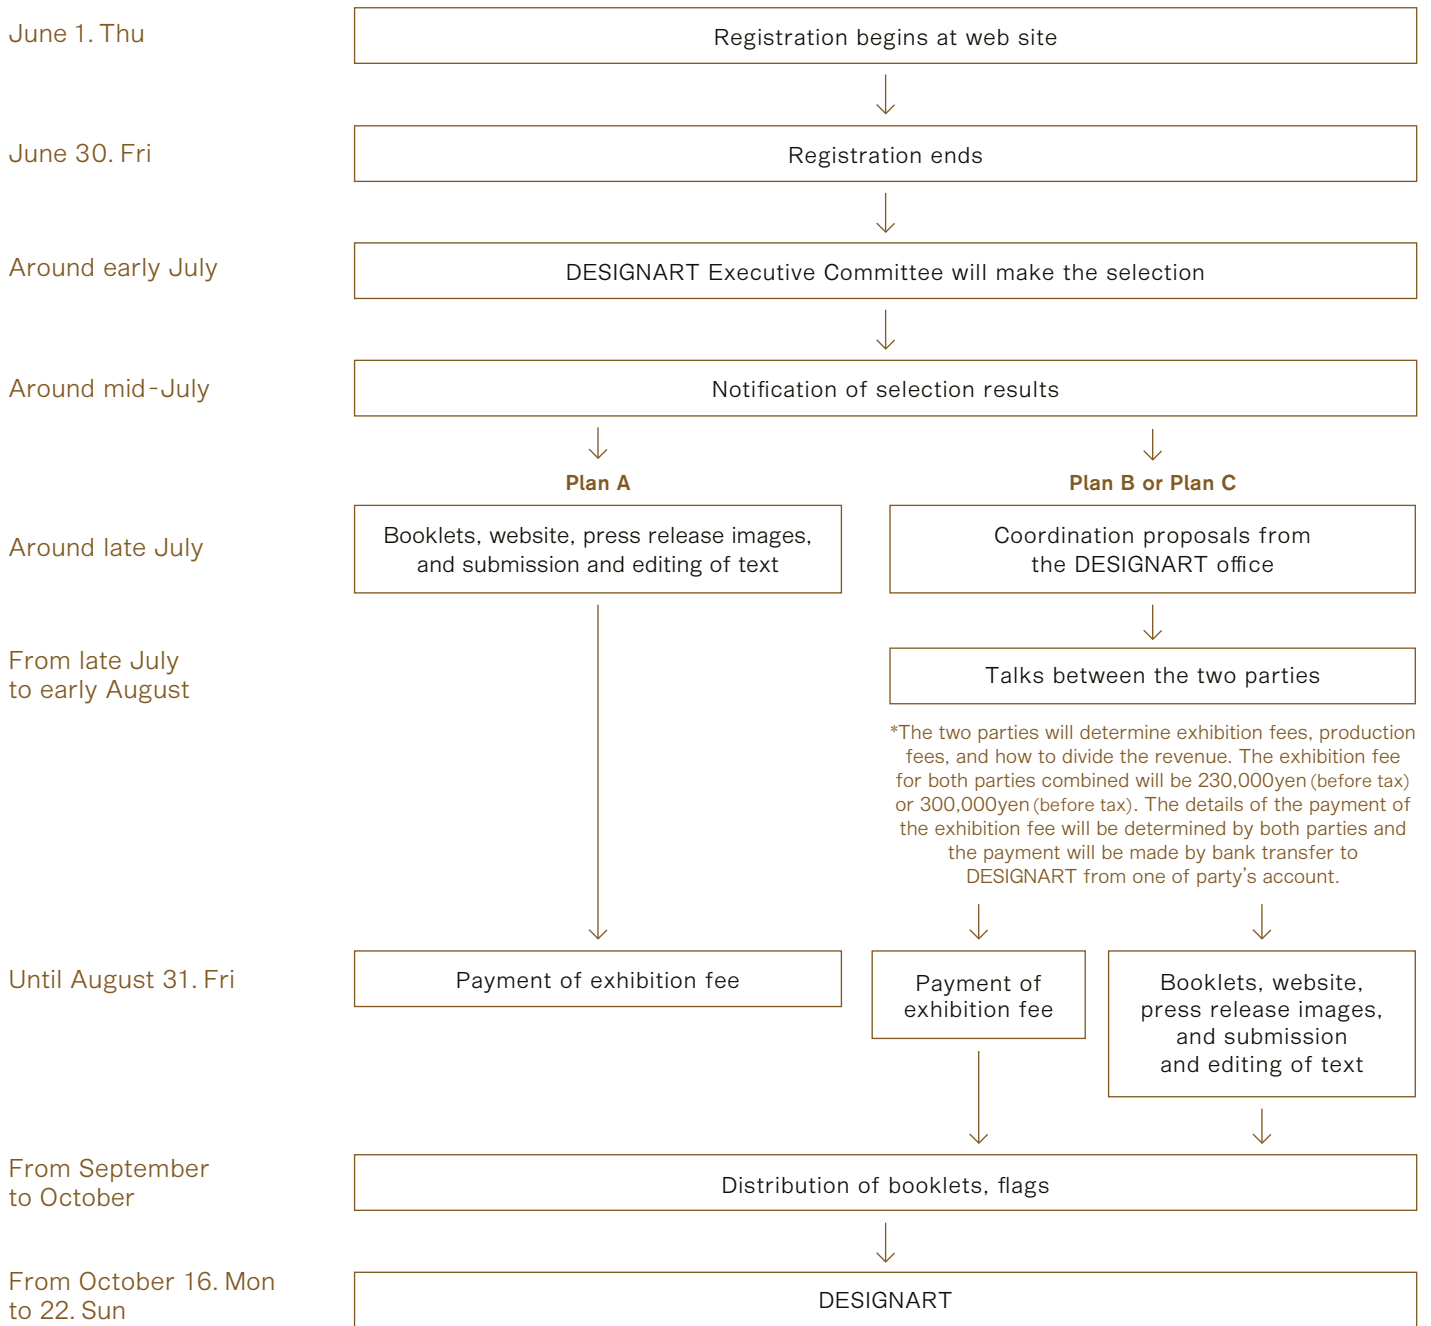 June 1. Thu
Registration begins at web site
June 30. Fri
Registration ends
Around early July
DESIGNART Executive Committee will make the selection
Around mid-July
Notification of selection results
Plan A
Plan B or Plan C
Around late July
Booklets, website, press release images,
and submission and editing of text
Coordination proposals from
the DESIGNART office
From late July
to early August
Talks between the two parties
*The two parties will determine exhibition fees, production
fees, and how to divide the revenue. The exhibition fee
for both parties combined will be 230,000yen (before tax)
or 300,000yen (before tax). The details of the payment of
the exhibition fee will be determined by both parties and
the payment will be made by bank transfer to
DESIGNART from one of party's account.
Until August 31. Fri
Payment of exhibition fee
Payment of
exhibition fee
Booklets, website,
press release images,
and submission
and editing of text
From September
to October
Distribution of booklets, flags
From October 16. Mon
to 22. Sun
DESIGNART